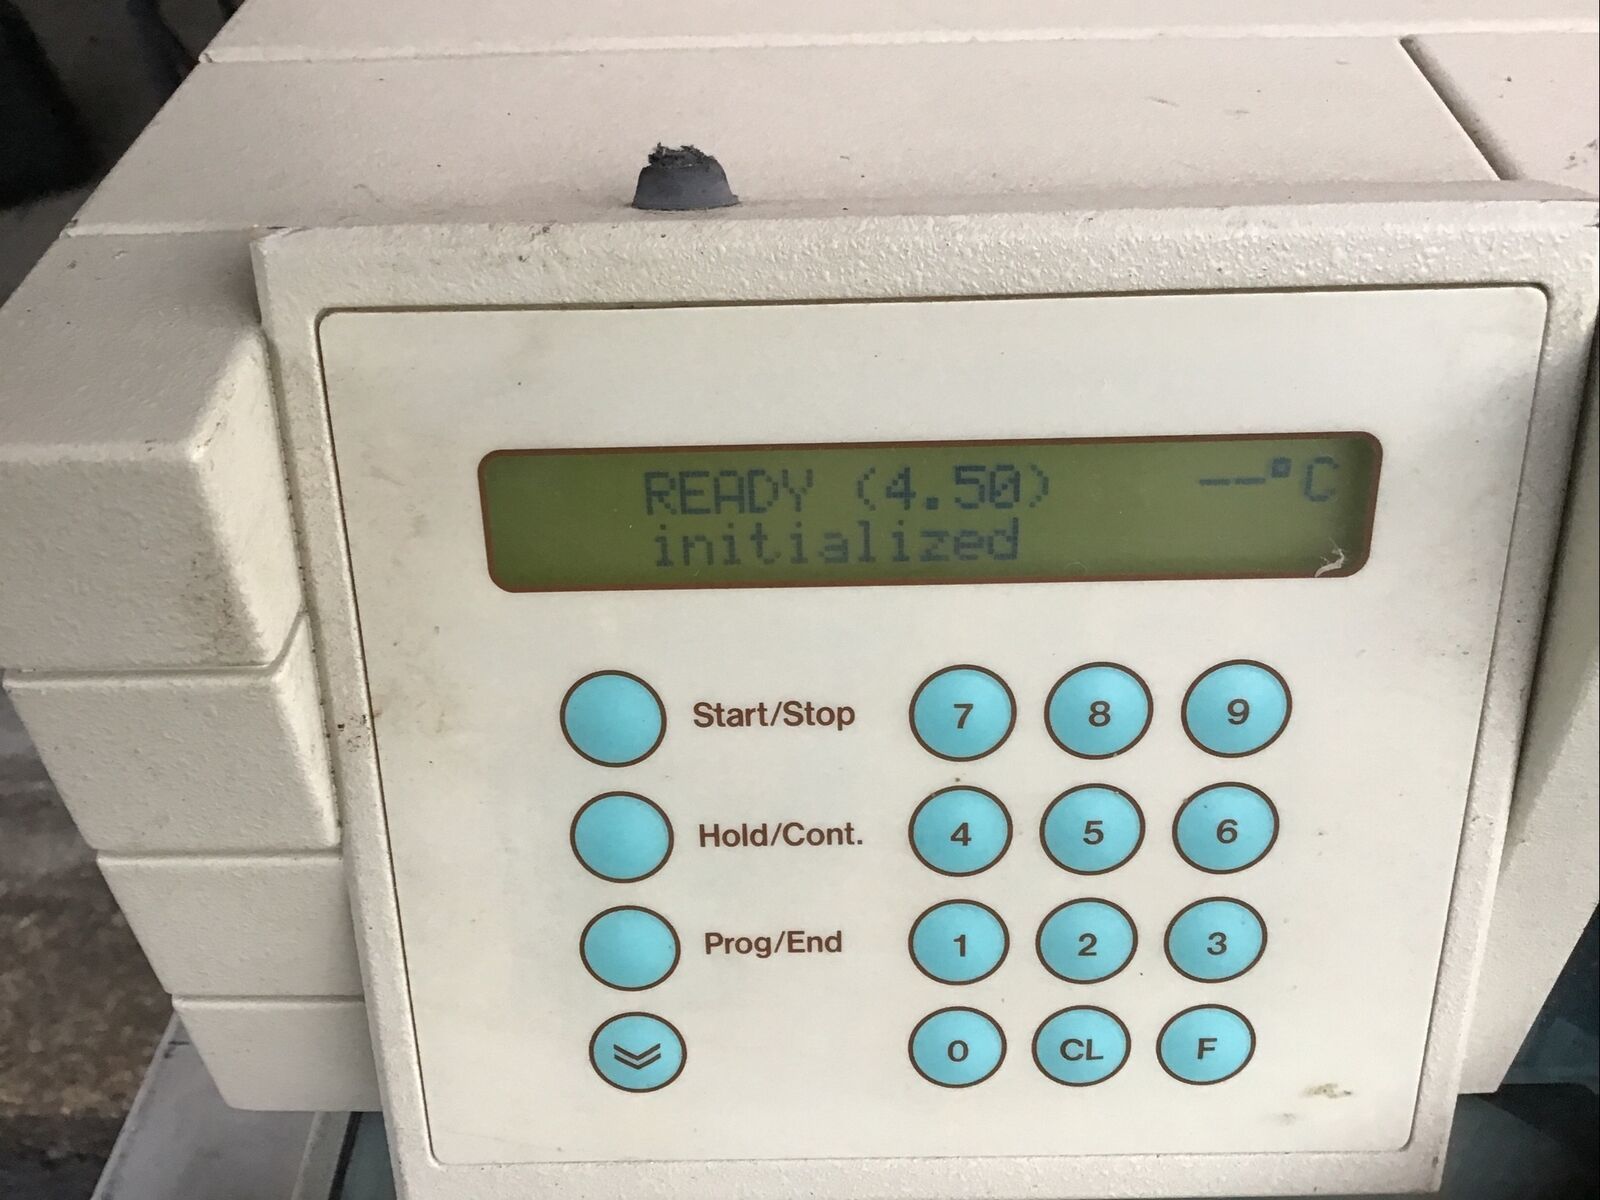 READY (4.50) --°C
initialized
Start/Stop 7 8 9
Hold/Cont. 4 5 6
Prog/End 1 2 3
0 CL F